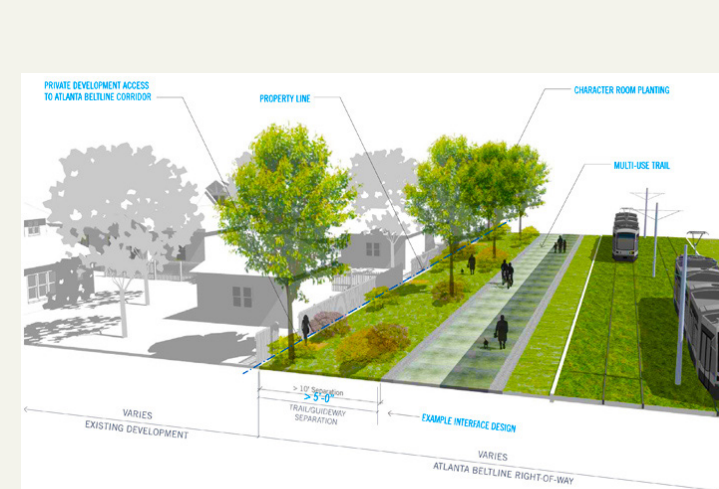 PRIVATE DEVELOPMENT ACCESS
TO ATLANTA BELTLINE CORRIDOR
PROPERTY LINE
CHARACTER ROOM PLANTING
MULTI-USE TRAIL
> 10' Separation
> 5'-0"
TRAIL/GUIDEWAY
SEPARATION
EXAMPLE INTERFACE DESIGN
VARIES
EXISTING DEVELOPMENT
VARIES
ATLANTA BELTLINE RIGHT-OF-WAY